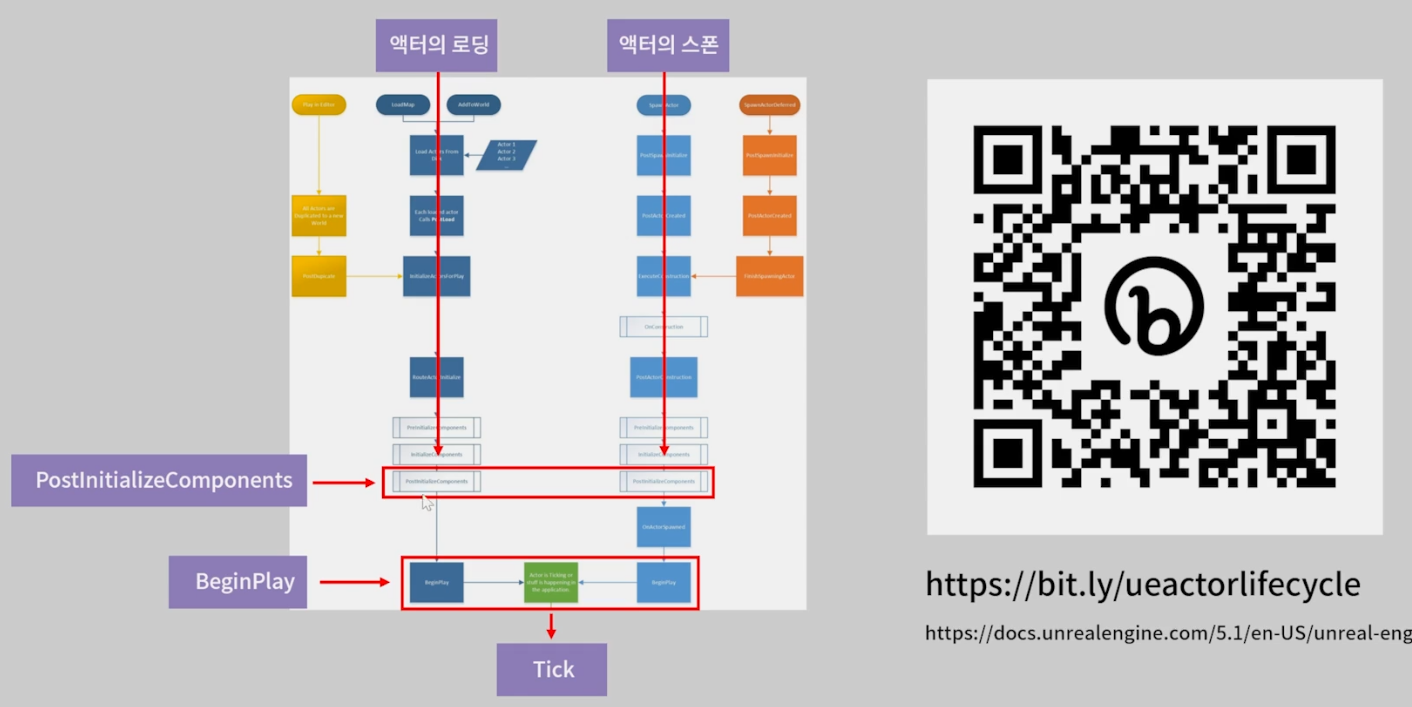 액터의 로딩
액터의 스폰
Play in Editor
LoadMap
AddToWorld
SpawnActor
SpawnActorDeferred
Load Actors From
Disk
Actor 1
Actor 2
Actor 3
...
PostSpawnInitialize
PostSpawnInitialize
All Actors are
Duplicated to a new
World
Each loaded actor
Calls PostLoad
PostActorCreated
PostActorCreated
PostDuplicate
InitializeActorsForPlay
ExecuteConstruction
FinishSpawningActor
OnConstruction
RouteActorInitialize
PostActorConstruction
PreInitializeComponents
PreInitializeComponents
InitializeComponents
InitializeComponents
PostInitializeComponents
PostInitializeComponents
PostInitializeComponents
OnActorSpawned
BeginPlay
BeginPlay
Actor is Ticking or
stuff is happening in
the application.
BeginPlay
Tick
b
https://bit.ly/ueactorlifecycle
https://docs.unrealengine.com/5.1/en-US/unreal-eng